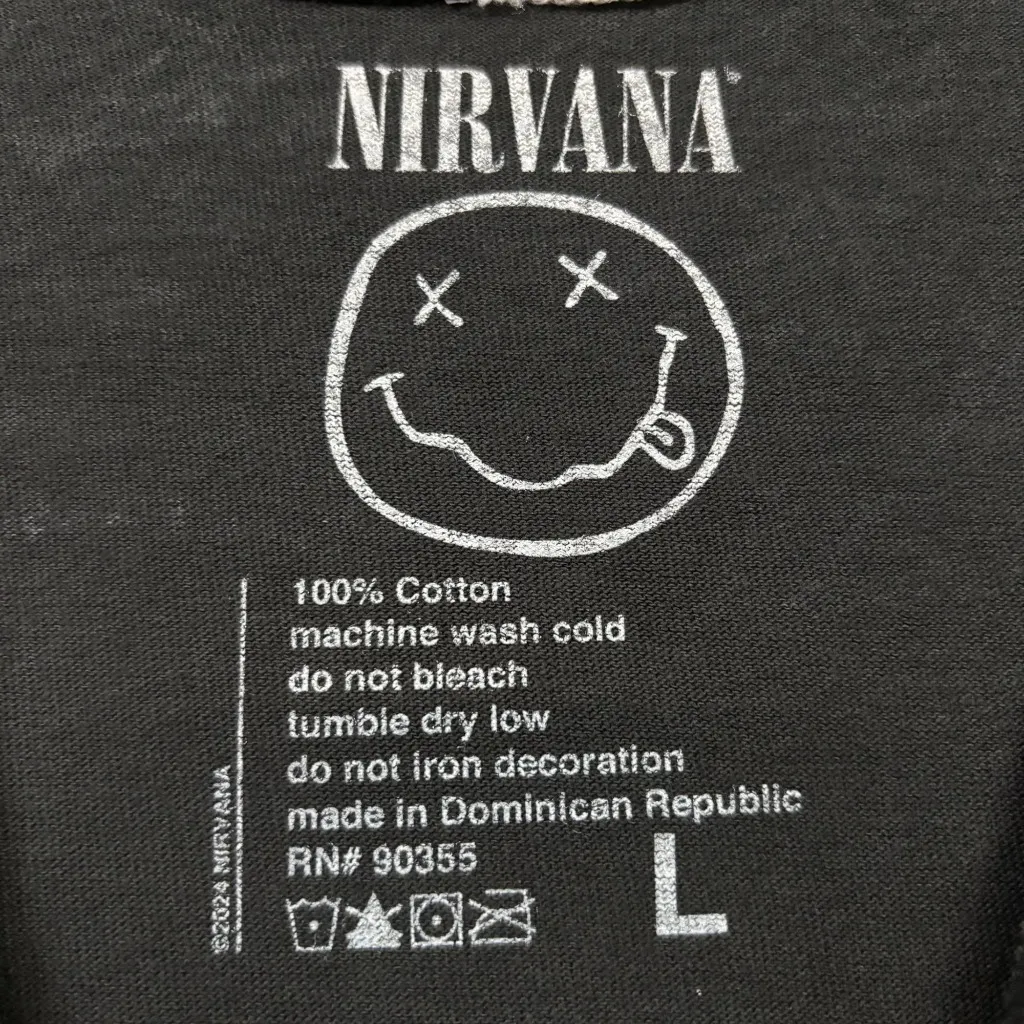 NIRVANA
100% Cotton
machine wash cold
do not bleach
tumble dry low
do not iron decoration
made in Dominican Republic
RN# 90355
L
©2024 NIRVANA